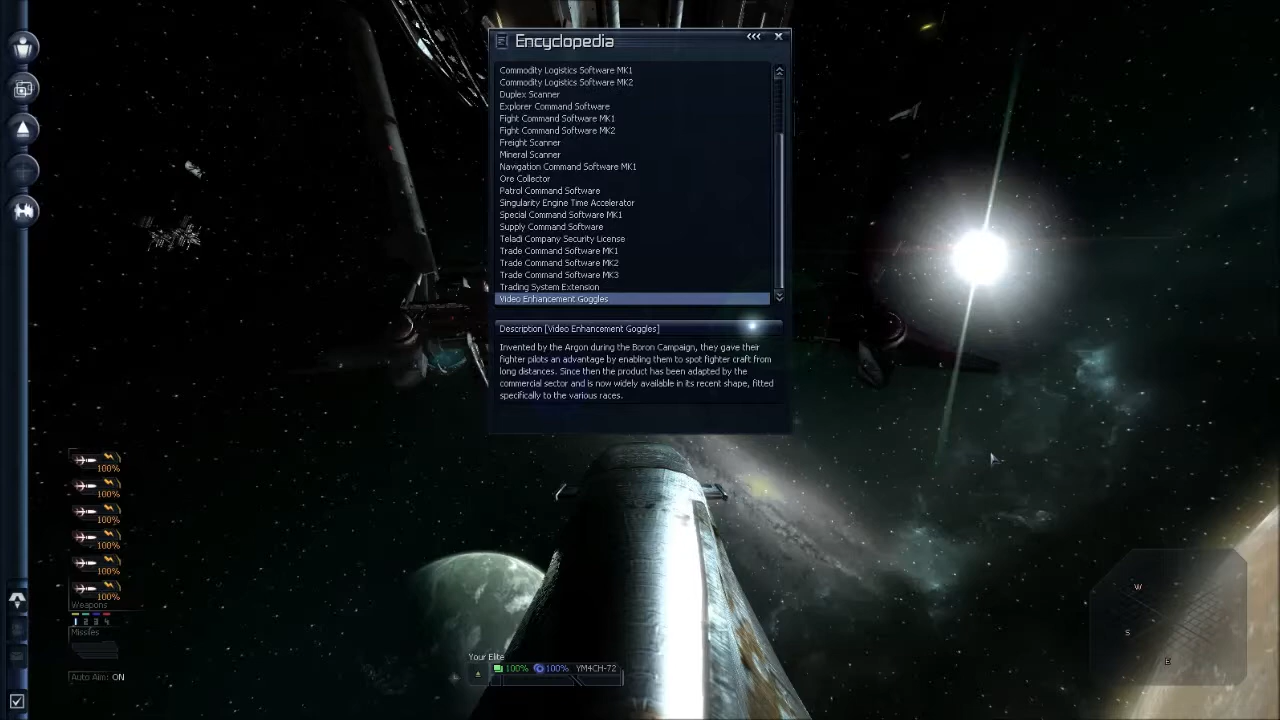 Encyclopedia
Commodity Logistics Software MK1
Commodity Logistics Software MK2
Duplex Scanner
Explorer Command Software
Fight Command Software MK1
Fight Command Software MK2
Freight Scanner
Mineral Scanner
Navigation Command Software MK1
Ore Collector
Patrol Command Software
Singularity Engine Time Accelerator
Special Command Software MK1
Supply Command Software
Teladi Company Security License
Trade Command Software MK1
Trade Command Software MK2
Trade Command Software MK3
Trading System Extension
Video Enhancement Goggles
Description [Video Enhancement Goggles]
Invented by the Argon during the Boron Campaign, they gave their
fighter pilots an advantage by enabling them to spot fighter craft from
long distances. Since then the product has been adapted by the
commercial sector and is now widely available in its recent shape, fitted
specifically to the various races.
100%
100%
100%
100%
100%
100%
Weapons
1 2 3 4
Missiles
Auto Aim: ON
Your Elite
100% 100% YM4CH-72
W
S
E